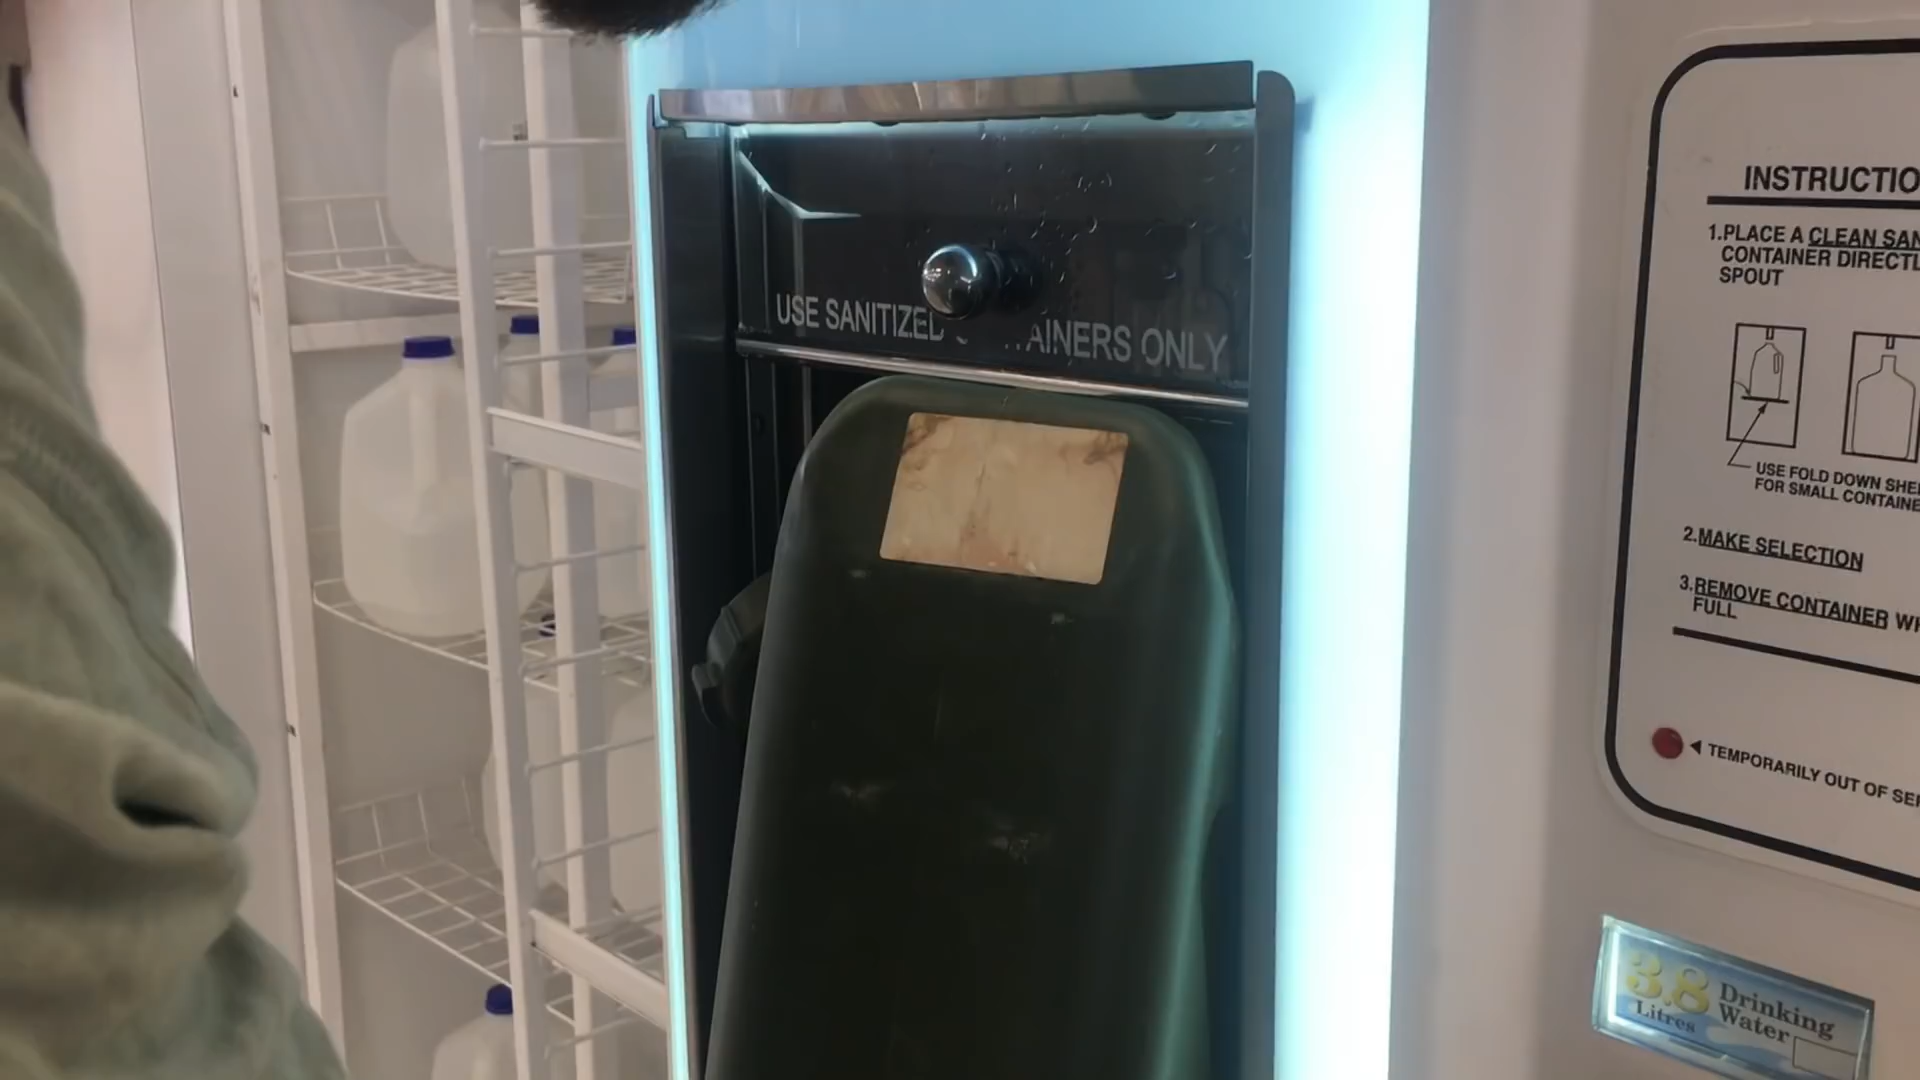 USE SANITIZED AINERS ONLY
INSTRUCTIO
1.PLACE A CLEAN SAN
CONTAINER DIRECTL
SPOUT
USE FOLD DOWN SHE
FOR SMALL CONTAINE
2.MAKE SELECTION
3.REMOVE CONTAINER WH
FULL
TEMPORARILY OUT OF SE
3.8
Litres
Drinking
Water